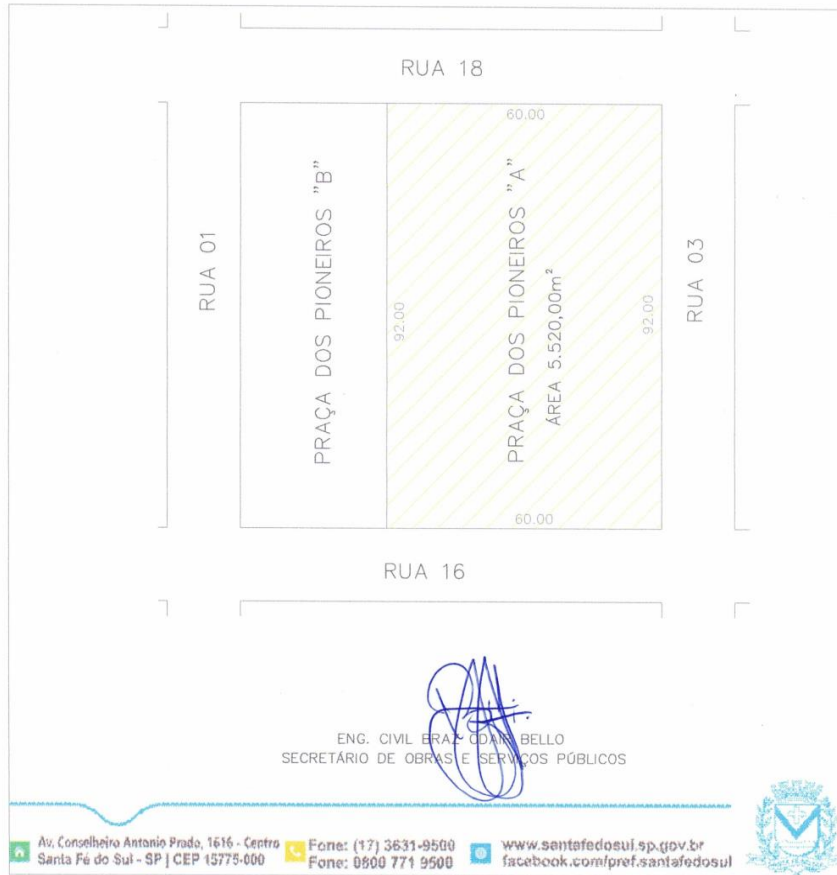 RUA 18
60.00
RUA 01
PRAÇA DOS PIONEIROS "B"
92.00
PRAÇA DOS PIONEIROS "A"
ÁREA 5.520,00m²
92.00
RUA 03
60.00
RUA 16
ENG. CIVIL BRAZ ODAIR BELLO
SECRETÁRIO DE OBRAS E SERVIÇOS PÚBLICOS
Av. Conselheiro Antonio Prado, 1616 - Centro
Santa Fé do Sul - SP | CEP 15775-000
Fone: (17) 3631-9500
Fone: 0800 771 9500
www.santafedosul.sp.gov.br
facebook.com/pref.santafedosul